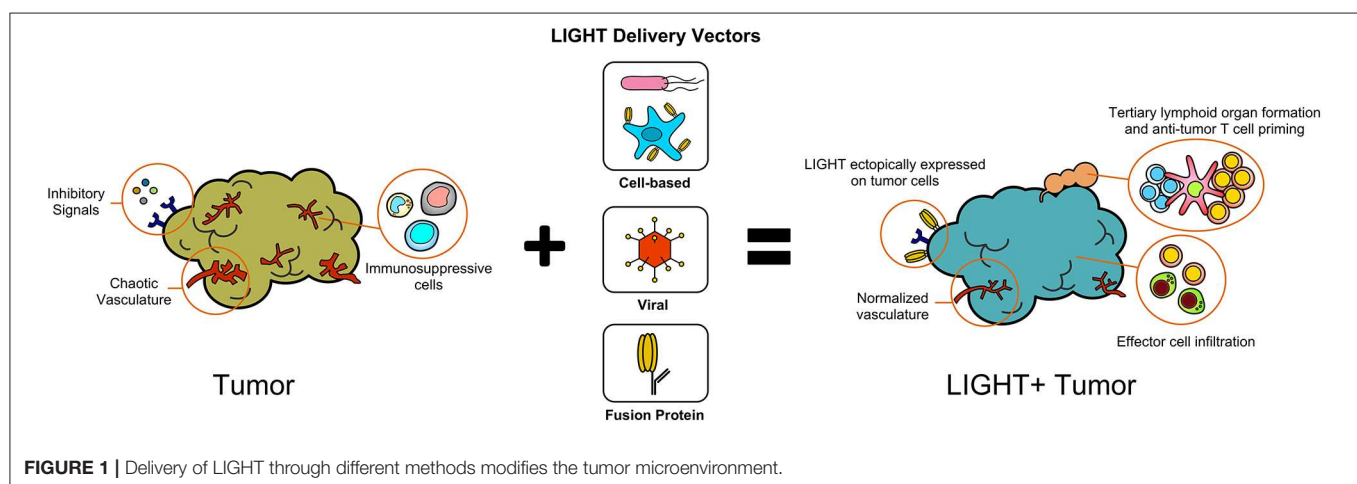 LIGHT Delivery Vectors
Inhibitory
Signals
Chaotic
Vasculature
Immunosuppressive
cells
Tumor
Cell-based
Viral
Fusion Protein
LIGHT ectopically expressed
on tumor cells
Tertiary lymphoid organ formation
and anti-tumor T cell priming
Normalized
vasculature
Effector cell infiltration
LIGHT+ Tumor
FIGURE 1 | Delivery of LIGHT through different methods modifies the tumor microenvironment.